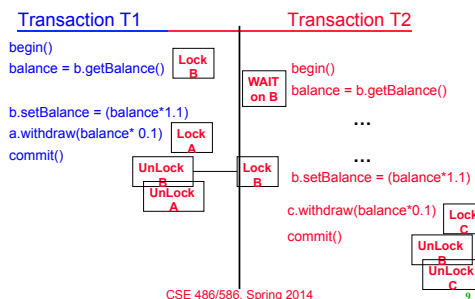 Transaction T1
Transaction T2
begin()
balance = b.getBalance()
Lock
B
b.setBalance = (balance*1.1)
a.withdraw(balance* 0.1)
Lock
A
commit()
UnLock
B
UnLock
A
begin()
WAIT
on B
balance = b.getBalance()
...
...
Lock
B
b.setBalance = (balance*1.1)
c.withdraw(balance*0.1)
Lock
C
commit()
UnLock
B
UnLock
C
CSE 486/586, Spring 2014
9